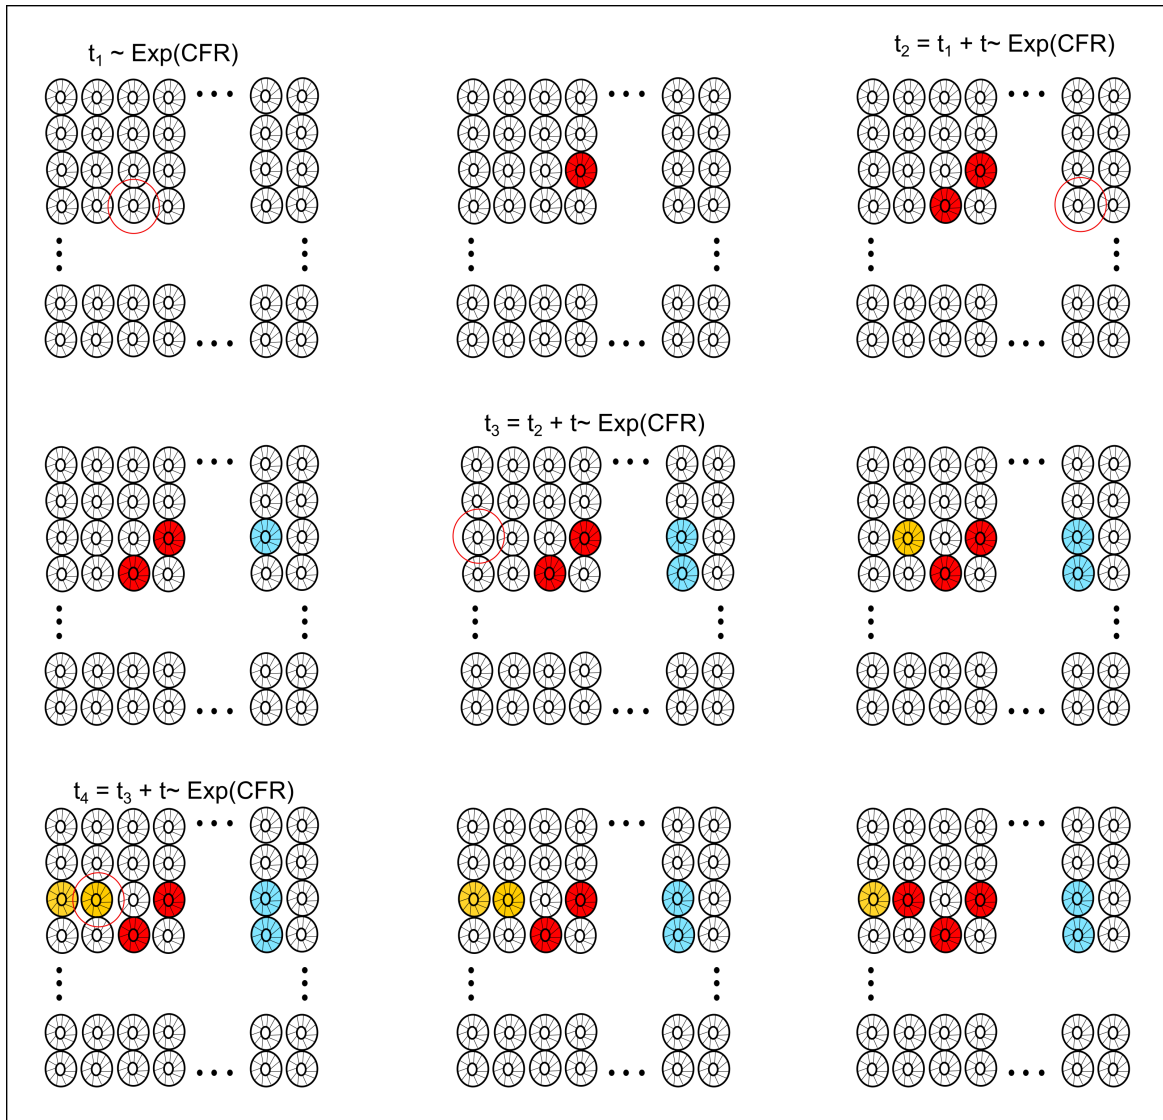 t₁ ~ Exp(CFR)
t₂ = t₁ + t~ Exp(CFR)
t₃ = t₂ + t~ Exp(CFR)
t₄ = t₃ + t~ Exp(CFR)